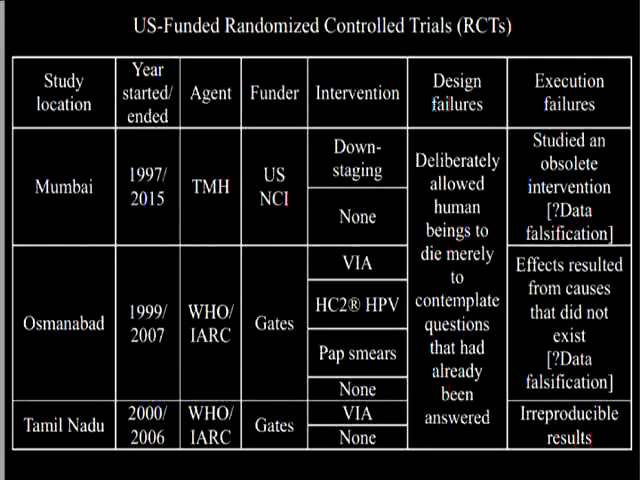 US-Funded Randomized Controlled Trials (RCTs)
Study location
Year started/ ended
Agent
Funder
Intervention
Design failures
Execution failures
Mumbai
1997/ 2015
TMH
US NCI
Down-staging
None
Deliberately allowed human beings to die merely to contemplate questions that had already been answered
Studied an obsolete intervention [?Data falsification]
Osmanabad
1999/ 2007
WHO/ IARC
Gates
VIA
HC2® HPV
Pap smears
None
Effects resulted from causes that did not exist [?Data falsification]
Tamil Nadu
2000/ 2006
WHO/ IARC
Gates
VIA
None
Irreproducible results